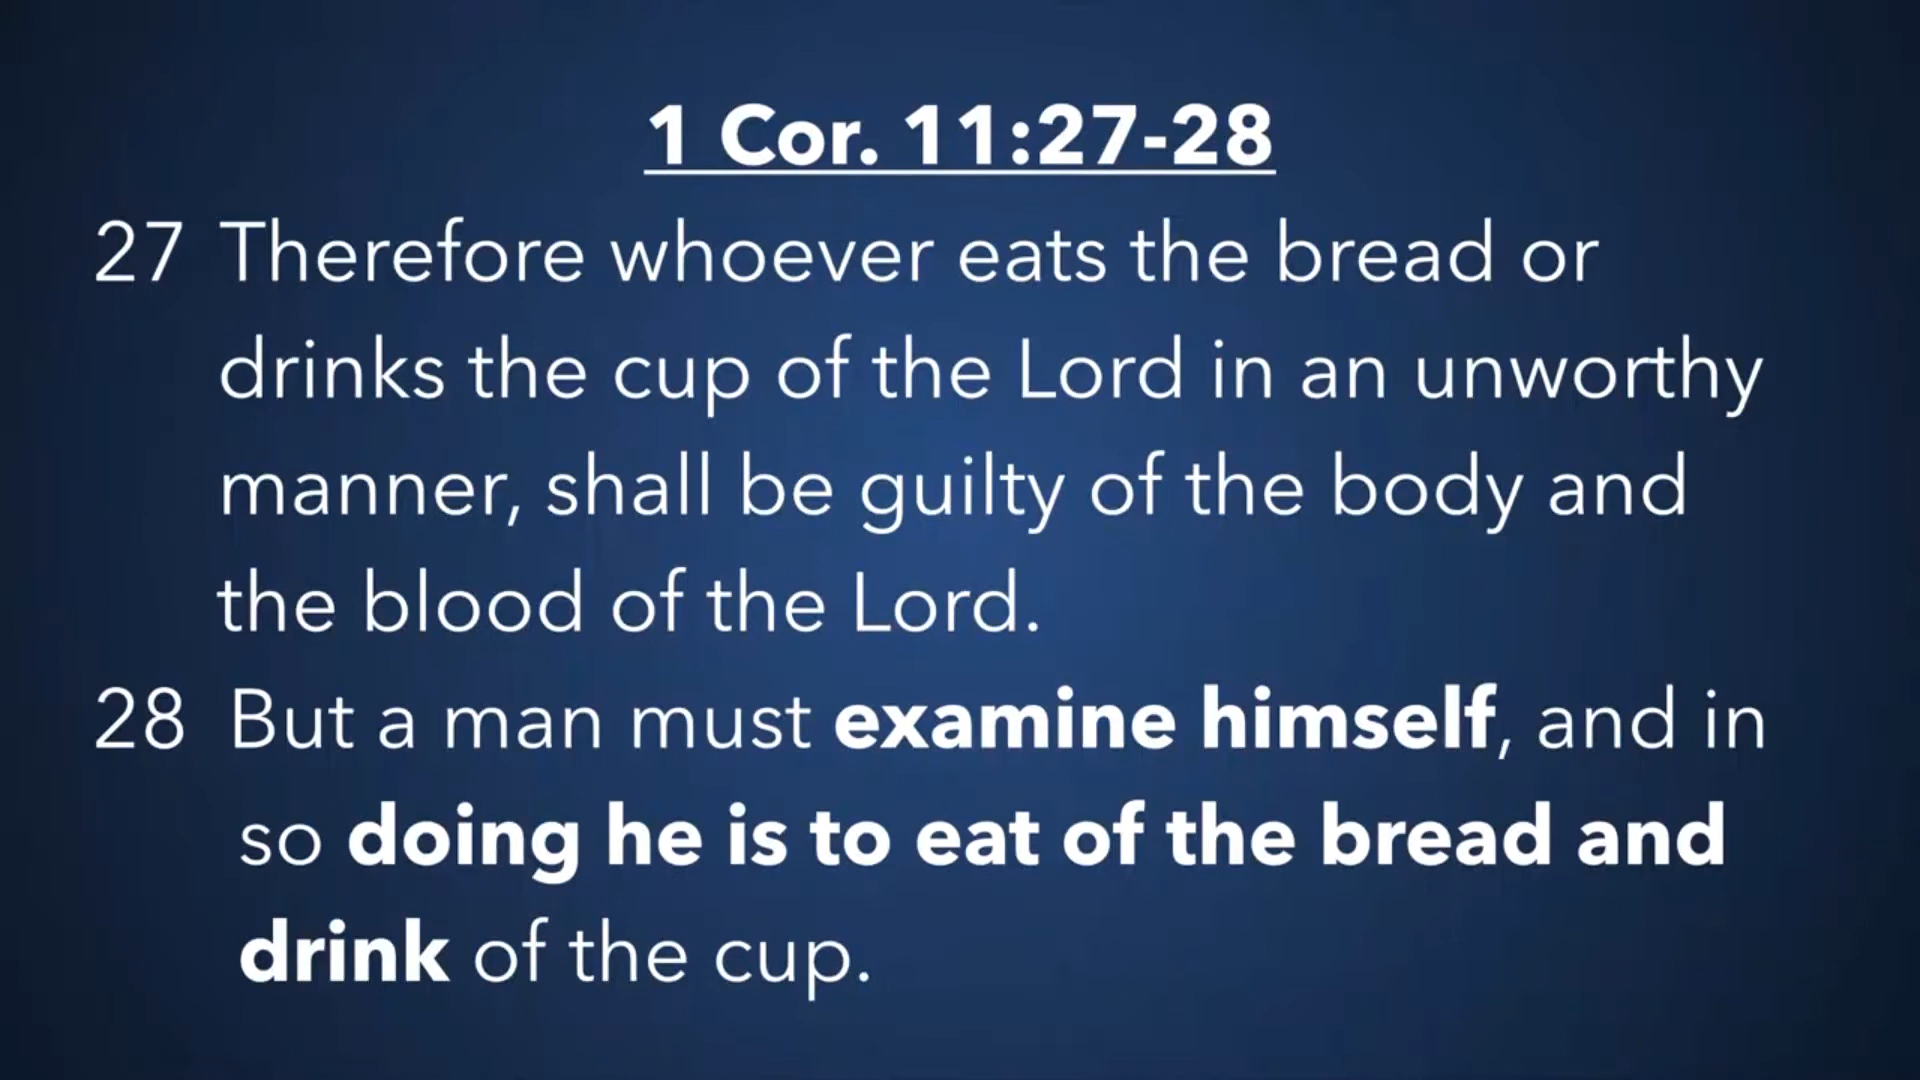 1 Cor. 11:27-28
27 Therefore whoever eats the bread or
drinks the cup of the Lord in an unworthy
manner, shall be guilty of the body and
the blood of the Lord.
28 But a man must examine himself, and in
so doing he is to eat of the bread and
drink of the cup.